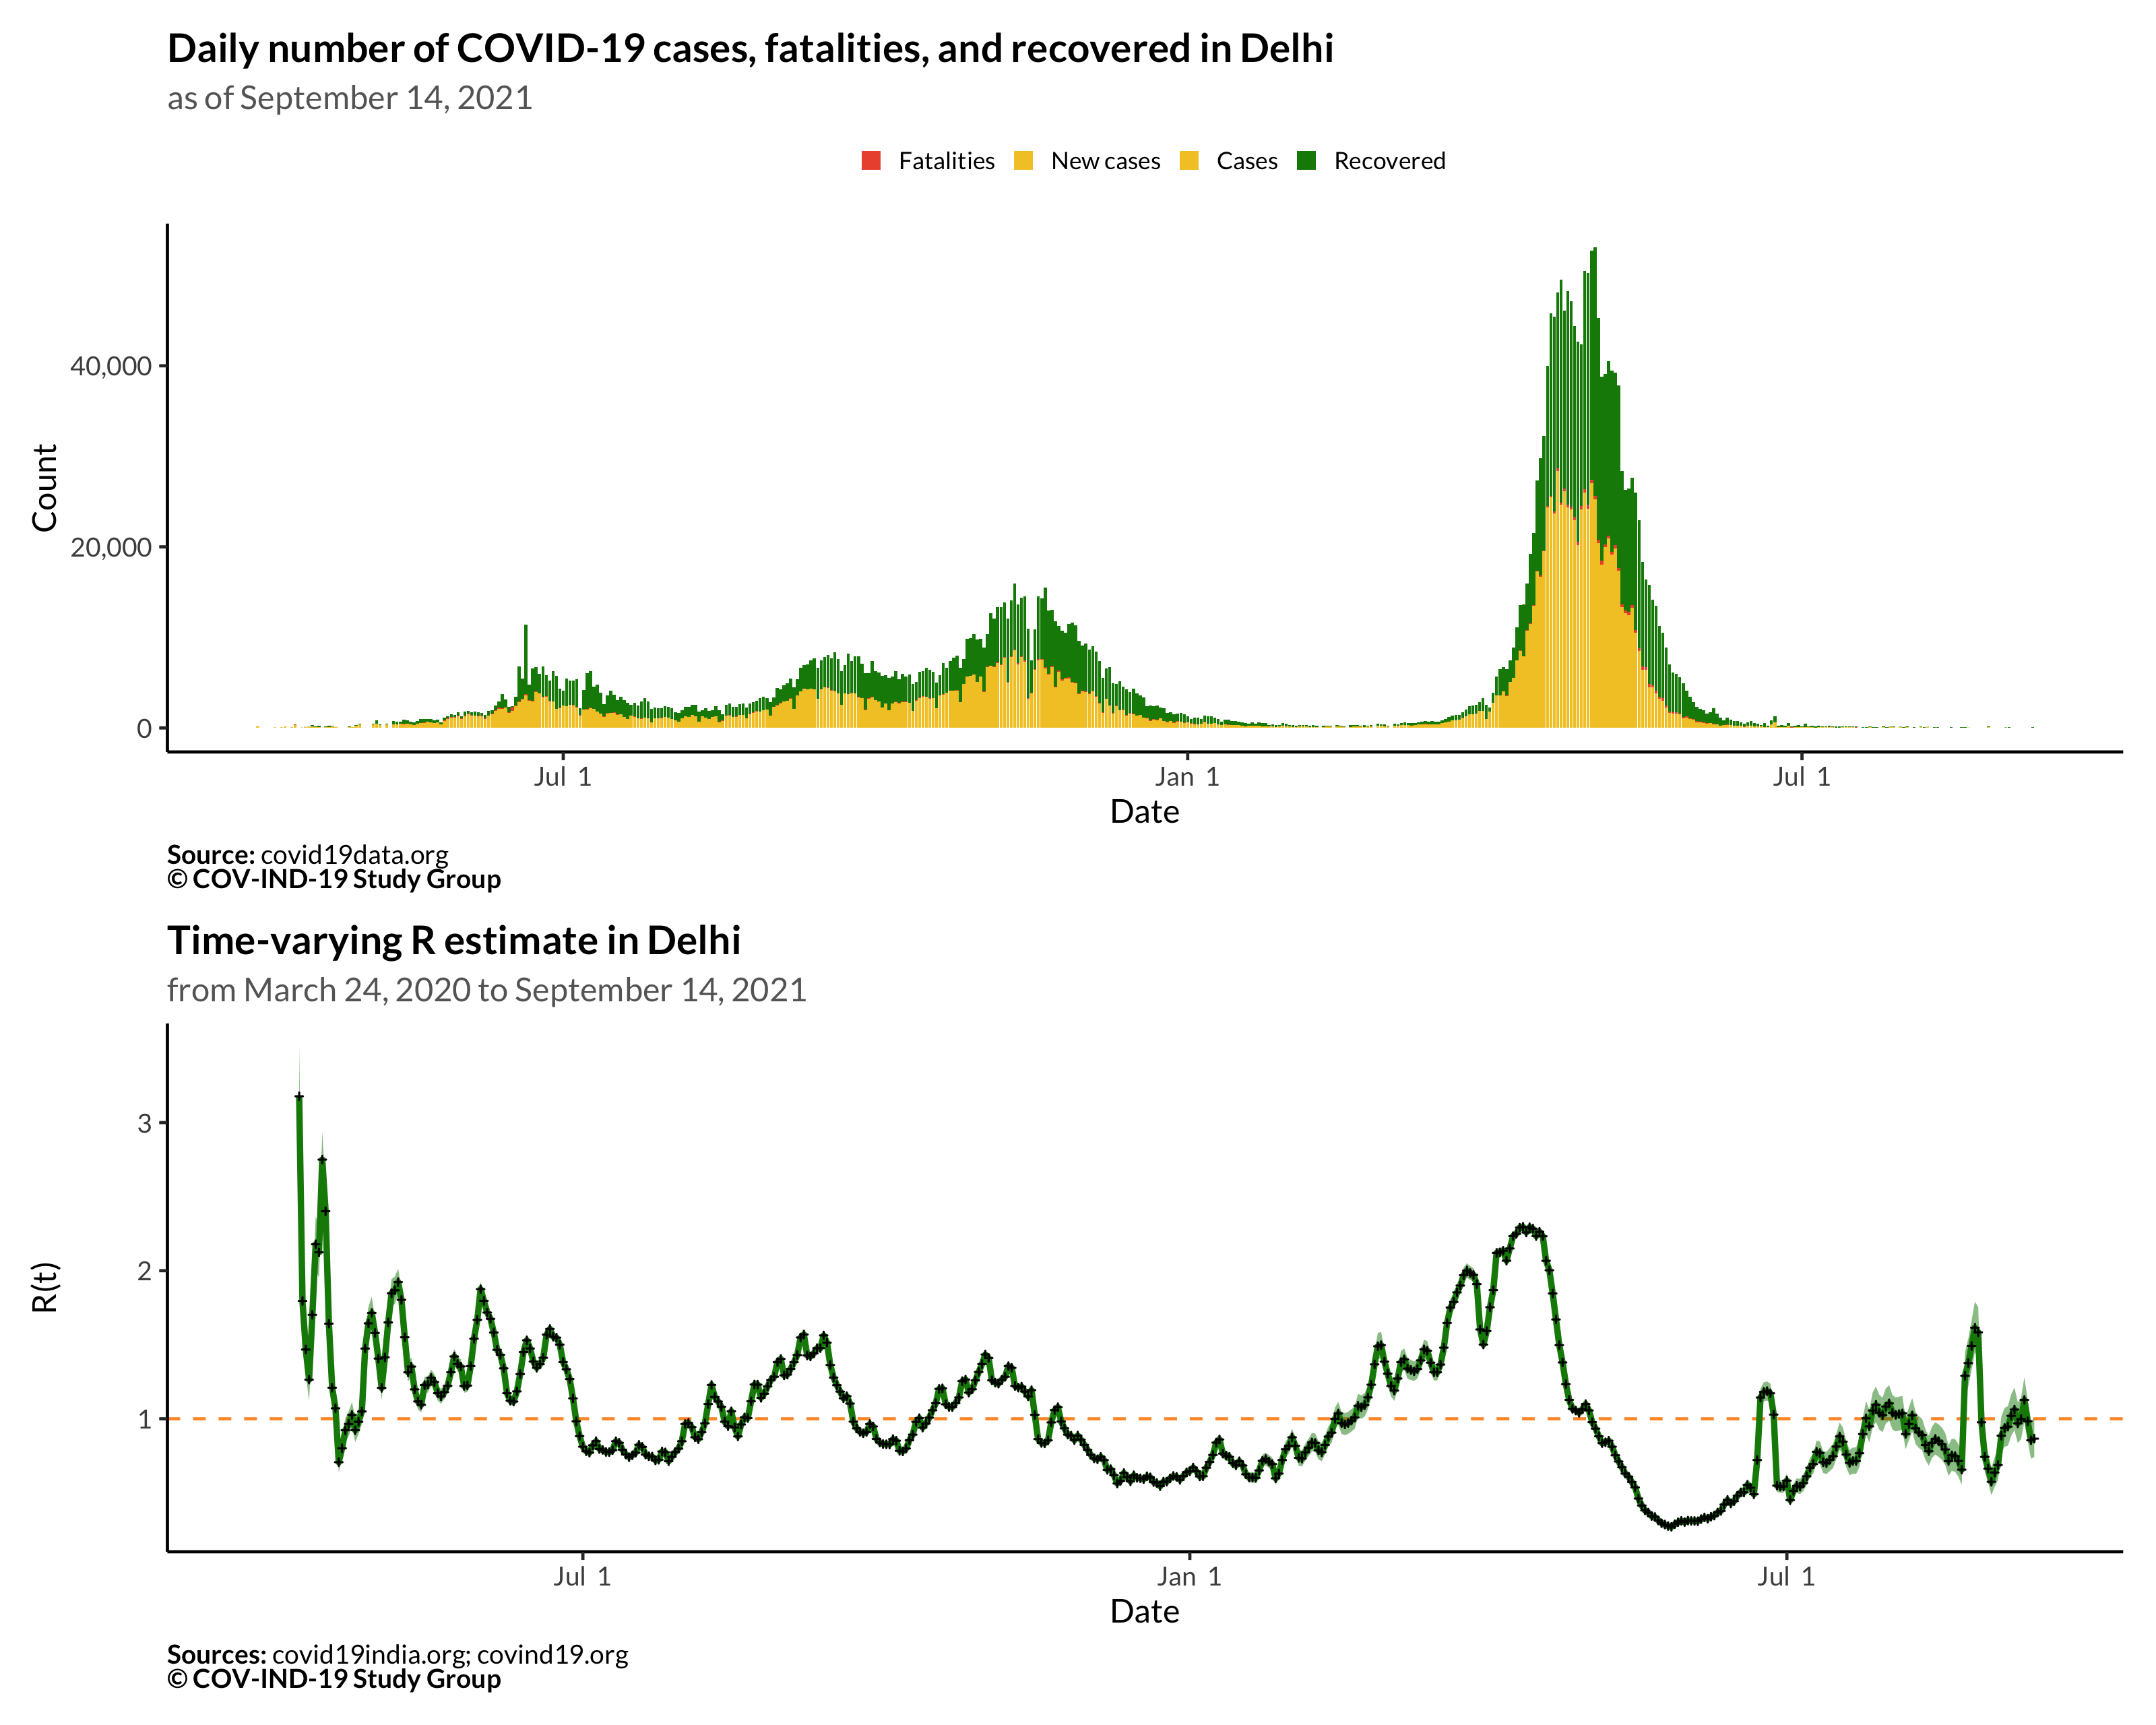 Daily number of COVID-19 cases, fatalities, and recovered in Delhi
as of September 14, 2021
Fatalities New cases Cases Recovered
Count
40,000
20,000
0
Jul 1 Jan 1 Jul 1
Date
Source: covid19data.org
© COV-IND-19 Study Group
Time-varying R estimate in Delhi
from March 24, 2020 to September 14, 2021
R(t)
3
2
1
Jul 1 Jan 1 Jul 1
Date
Sources: covid19india.org; covind19.org
© COV-IND-19 Study Group